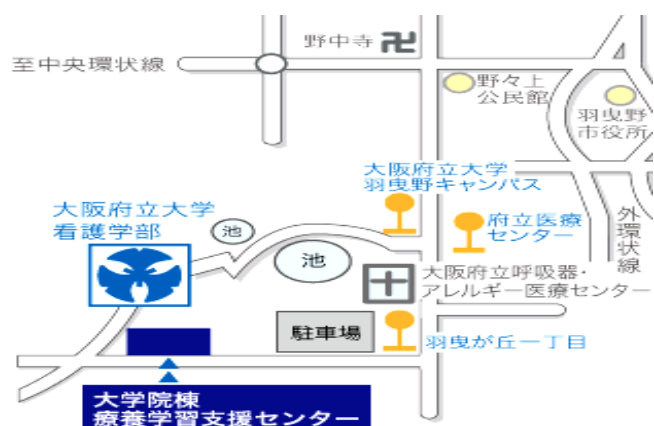 野中寺
至中央環状線
野々上
公民館
羽曳野
市役所
大阪府立大学
羽曳野キャンパス
大阪府立大学
看護学部
池
府立医療
センター
外環状線
池
大阪府立呼吸器・
アレルギー医療センター
駐車場
羽曳が丘一丁目
大学院棟
療養学習支援センター